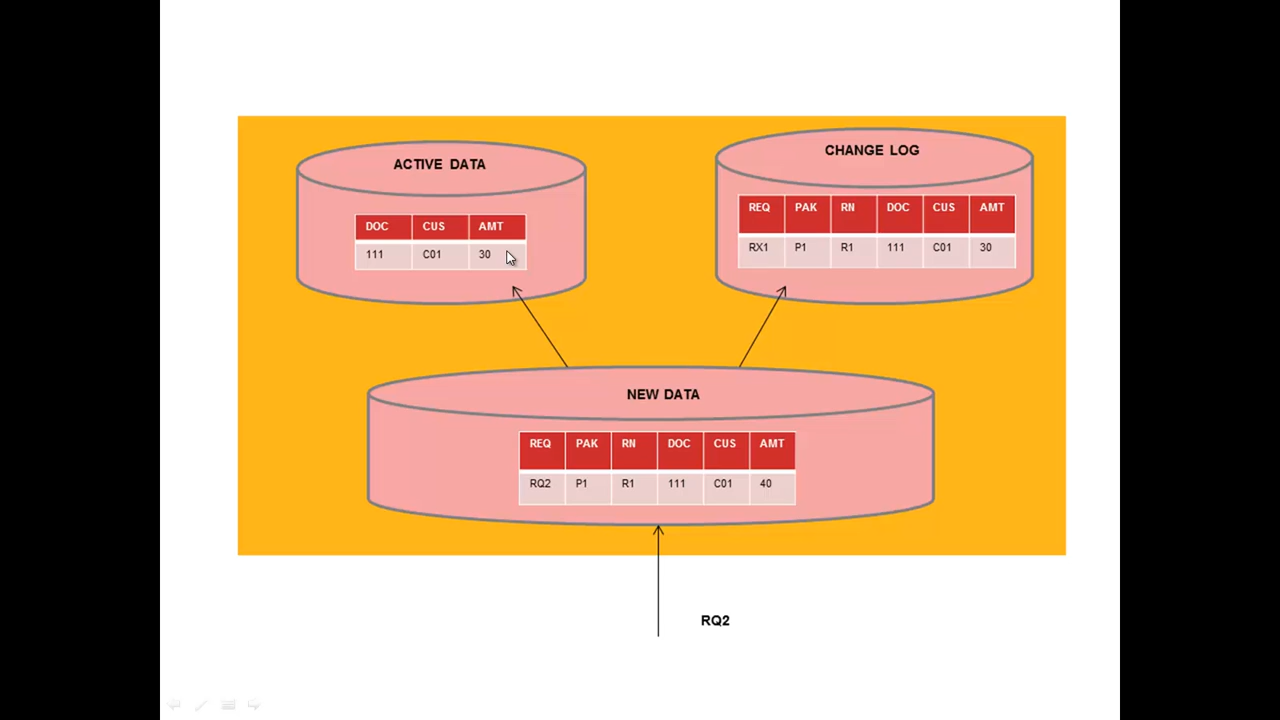 ACTIVE DATA
DOC CUS AMT
111 C01 30
CHANGE LOG
REQ PAK RN DOC CUS AMT
RX1 P1 R1 111 C01 30
NEW DATA
REQ PAK RN DOC CUS AMT
RQ2 P1 R1 111 C01 40
RQ2